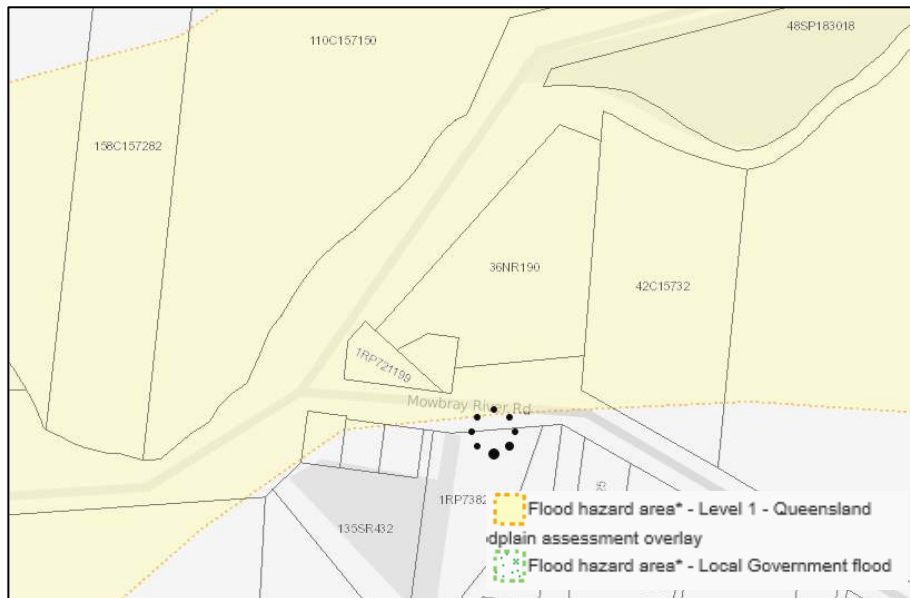 48SP183018
110C157150
158C157282
36NR190
42C15732
1RP721199
Mowbray River Rd
1RP7382
135SR432
Flood hazard area* - Level 1 - Queensland
odplain assessment overlay
Flood hazard area* - Local Government flood